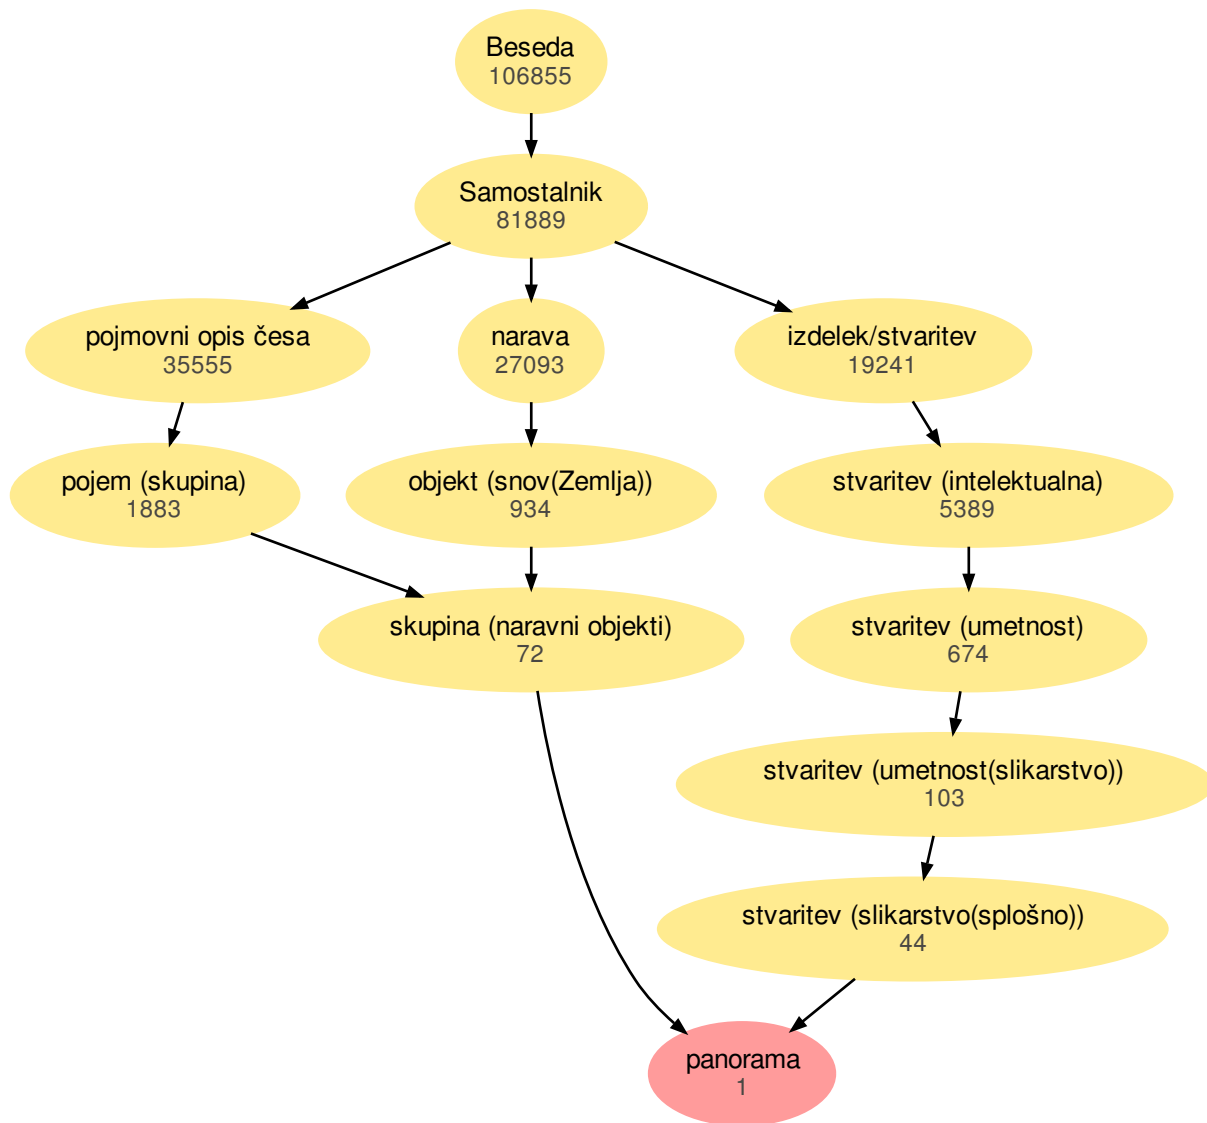 Beseda
106855
Samostalnik
81889
pojmovni opis česa
35555
narava
27093
izdelek/stvaritev
19241
pojem (skupina)
1883
objekt (snov(Zemlja))
934
stvaritev (intelektualna)
5389
skupina (naravni objekti)
72
stvaritev (umetnost)
674
stvaritev (umetnost(slikarstvo))
103
stvaritev (slikarstvo(splošno))
44
panorama
1